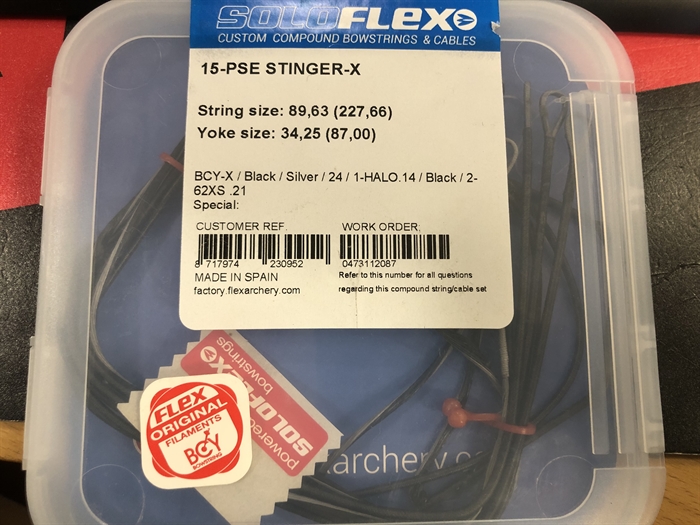 SOLOFLEX
CUSTOM COMPOUND BOWSTRINGS & CABLES
15-PSE STINGER-X
String size: 89,63 (227,66)
Yoke size: 34,25 (87,00)
BCY-X / Black / Silver / 24 / 1-HALO.14 / Black / 2-
62XS .21
Special:
CUSTOMER REF.
8 717974 230952
MADE IN SPAIN
factory.flexarchery.com
WORK ORDER:
0473112087
Refer to this number for all questions
regarding this compound string/cable set
SOLOFLEX
bowstrings
powered
SOLOFLEX
FLEX
ORIGINAL
FILAMENTS
BCY
BOWSTRING
archery.c